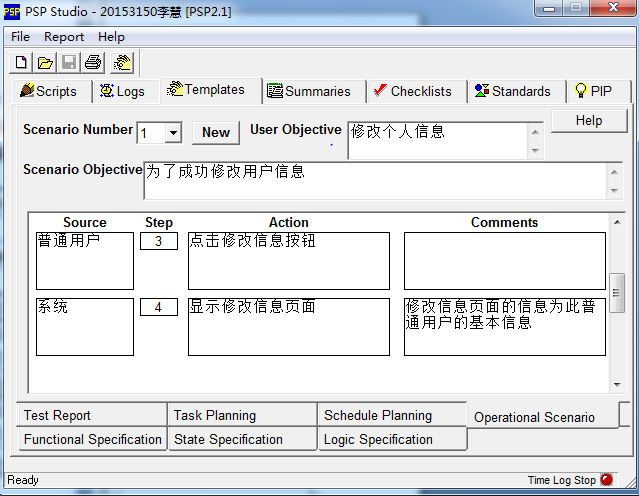 PSP PSP Studio - 20153150李慧 [PSP2.1]
File Report Help
Scripts Logs Templates Summaries Checklists Standards PIP
Scenario Number 1 New User Objective 修改个人信息 Help
Scenario Objective 为了成功修改用户信息
Source Step Action Comments
普通用户 3 点击修改信息按钮
系统 4 显示修改信息页面 修改信息页面的信息为此普
通用户的基本信息
Test Report Task Planning Schedule Planning Operational Scenario
Functional Specification State Specification Logic Specification
Ready Time Log Stop